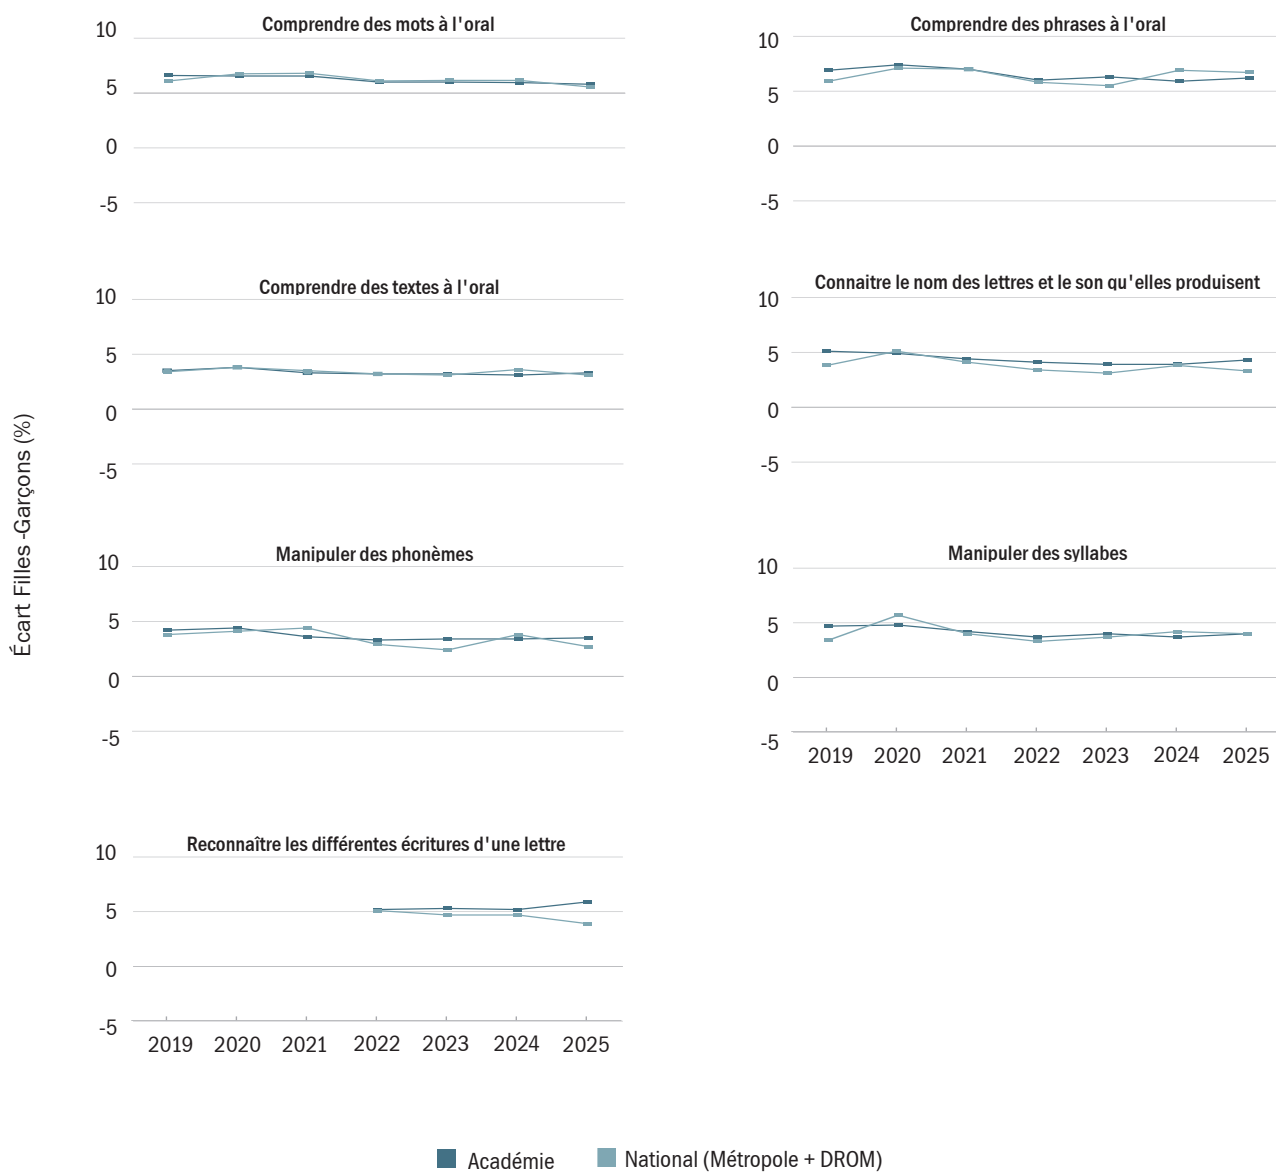 Écart Filles -Garçons (%)
Comprendre des mots à l'oral
10
5
0
-5
Comprendre des phrases à l'oral
10
5
0
-5
Comprendre des textes à l'oral
10
5
0
-5
Connaitre le nom des lettres et le son qu'elles produisent
10
5
0
-5
Manipuler des phonèmes
10
5
0
-5
Manipuler des syllabes
10
5
0
-5
2019 2020 2021 2022 2023 2024 2025
Reconnaître les différentes écritures d'une lettre
10
5
0
-5
2019 2020 2021 2022 2023 2024 2025
Académie
National (Métropole + DROM)